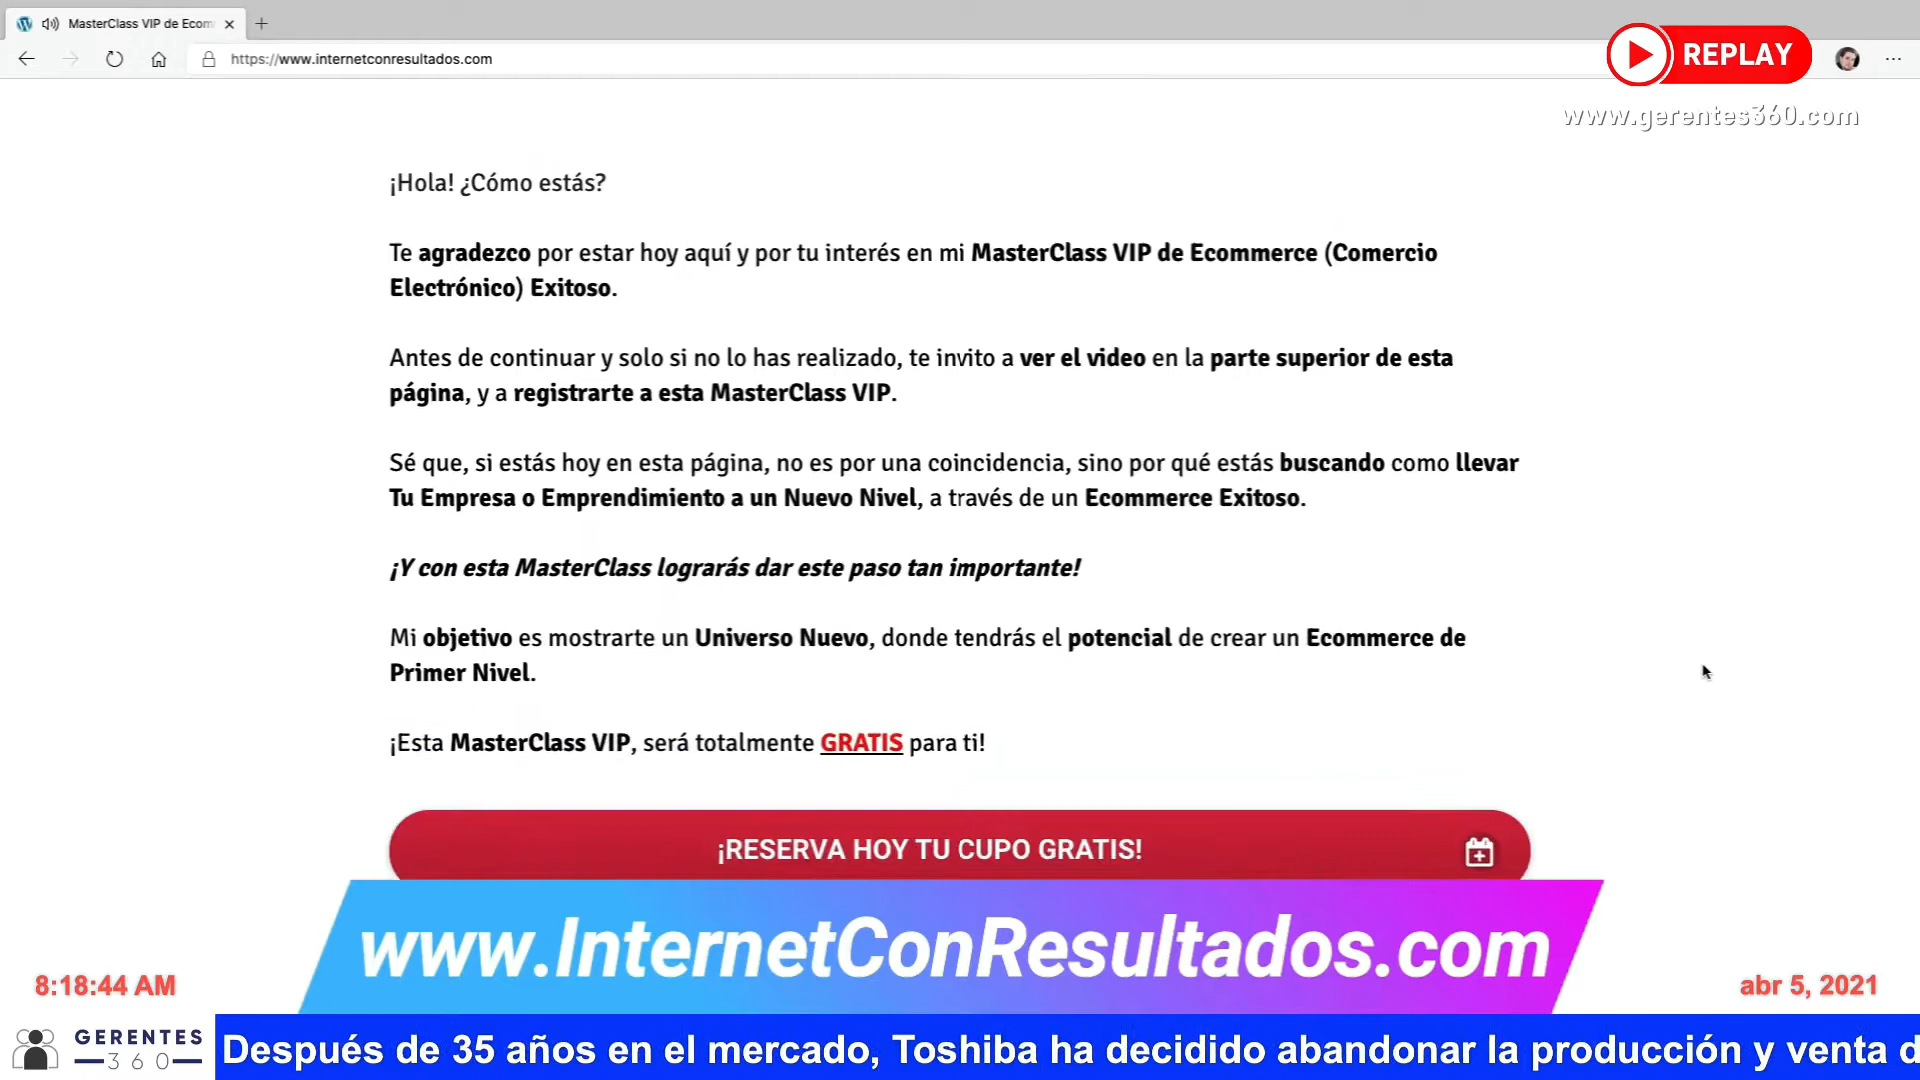 MasterClass VIP de Ecom
https://www.internetconresultados.com
REPLAY
www.gerentes360.com
¡Hola! ¿Cómo estás?
Te agradezco por estar hoy aquí y por tu interés en mi MasterClass VIP de Ecommerce (Comercio
Electrónico) Exitoso.
Antes de continuar y solo si no lo has realizado, te invito a ver el video en la parte superior de esta
página, y a registrarte a esta MasterClass VIP.
Sé que, si estás hoy en esta página, no es por una coincidencia, sino por qué estás buscando como llevar
Tu Empresa o Emprendimiento a un Nuevo Nivel, a través de un Ecommerce Exitoso.
¡Y con esta MasterClass lograrás dar este paso tan importante!
Mi objetivo es mostrarte un Universo Nuevo, donde tendrás el potencial de crear un Ecommerce de
Primer Nivel.
¡Esta MasterClass VIP, será totalmente GRATIS para ti!
¡RESERVA HOY TU CUPO GRATIS!
www.InternetConResultados.com
8:18:44 AM
abr 5, 2021
GERENTES
360
Después de 35 años en el mercado, Toshiba ha decidido abandonar la producción y venta d